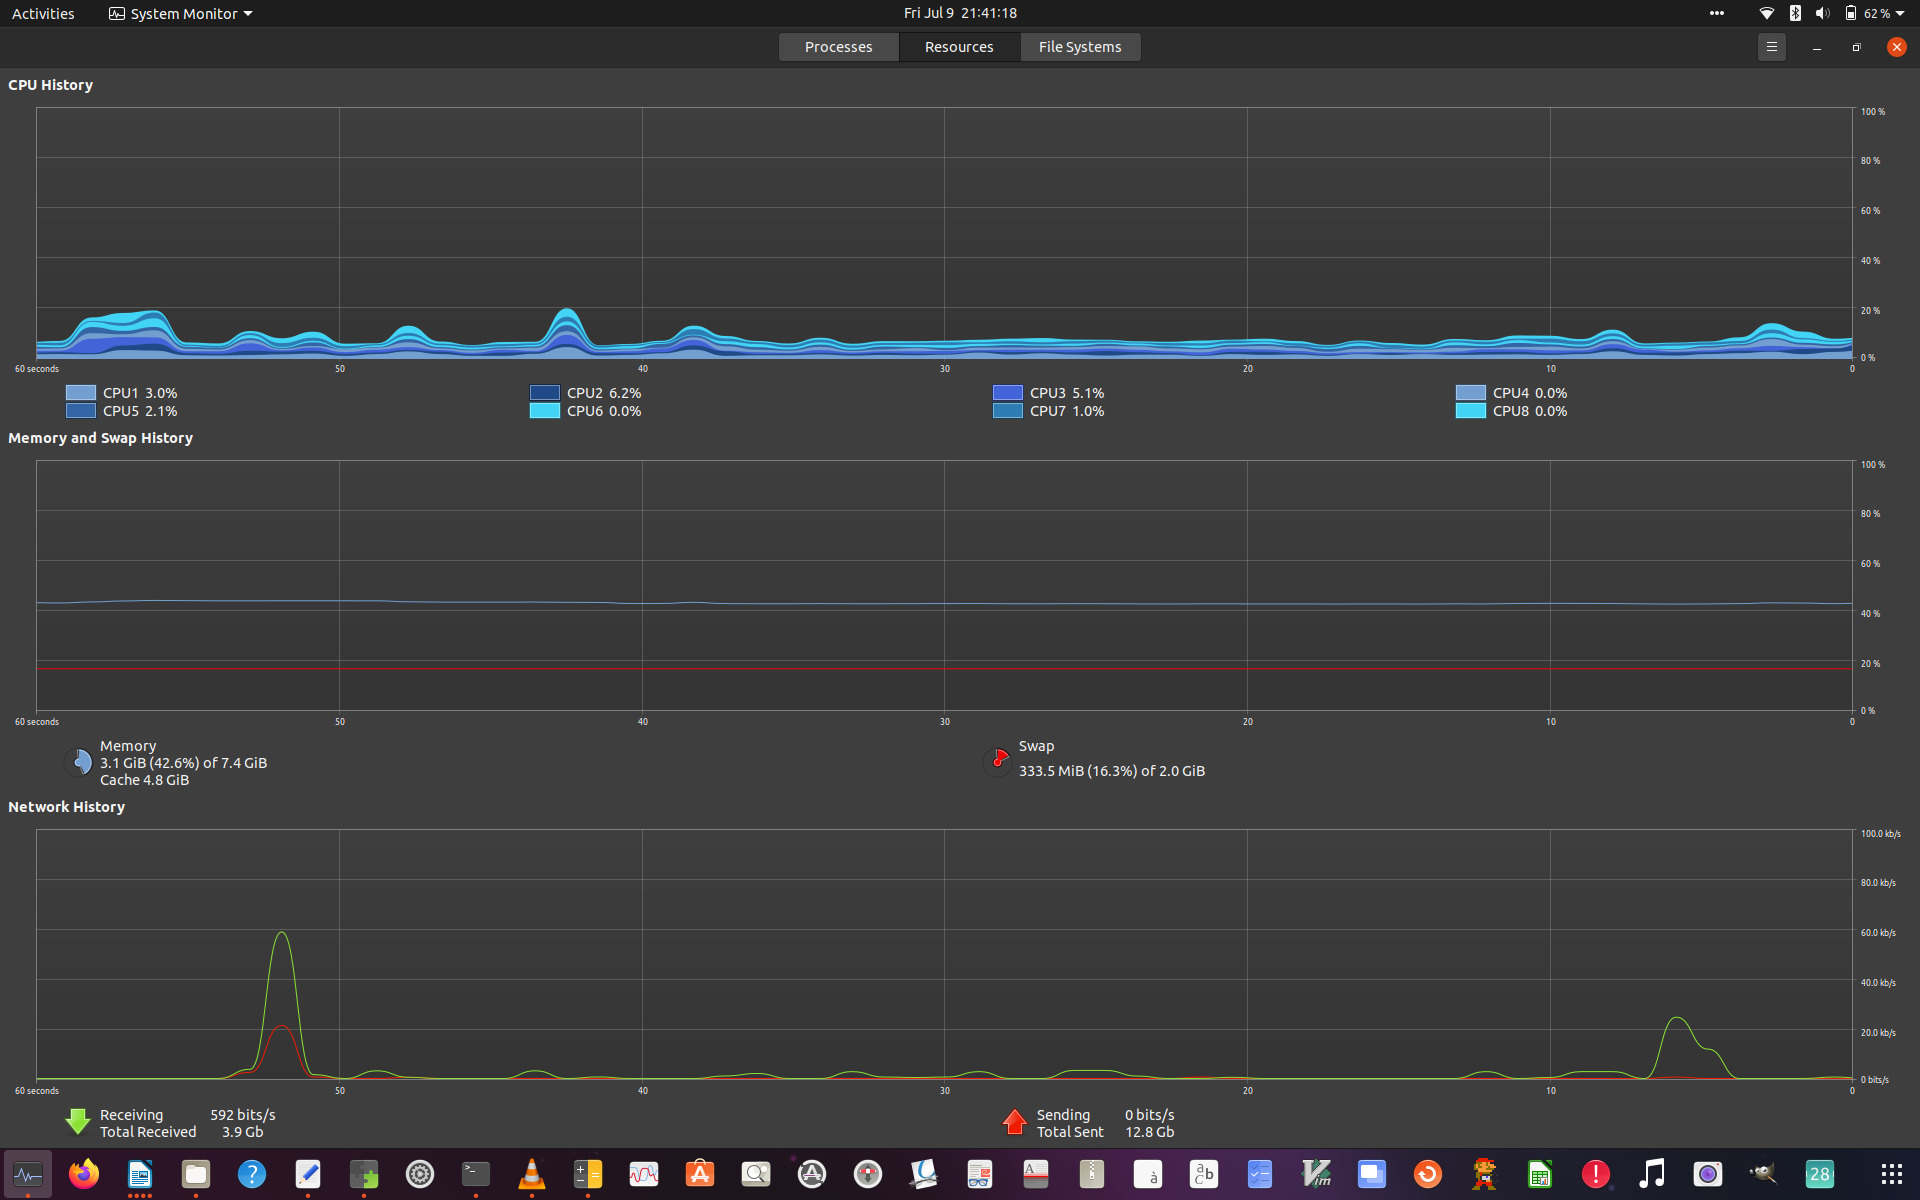 Activities System Monitor Fri Jul 9 21:41:18 62 %
Processes Resources File Systems
CPU History
100 %
80 %
60 %
40 %
20 %
0 %
60 seconds 50 40 30 20 10 0
CPU1 3.0% CPU2 6.2% CPU3 5.1% CPU4 0.0%
CPU5 2.1% CPU6 0.0% CPU7 1.0% CPU8 0.0%
Memory and Swap History
100 %
80 %
60 %
40 %
20 %
0 %
60 seconds 50 40 30 20 10 0
Memory
3.1 GiB (42.6%) of 7.4 GiB
Cache 4.8 GiB
Swap
333.5 MiB (16.3%) of 2.0 GiB
Network History
100.0 kb/s
80.0 kb/s
60.0 kb/s
40.0 kb/s
20.0 kb/s
0 bits/s
60 seconds 50 40 30 20 10 0
Receiving 592 bits/s
Total Received 3.9 Gb
Sending 0 bits/s
Total Sent 12.8 Gb
? >_ A A à a b c Vim ! 28